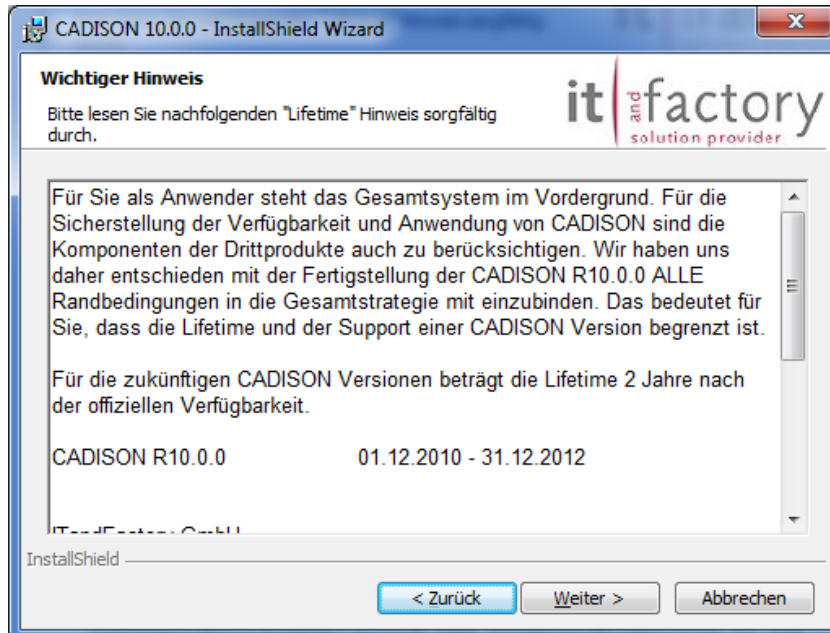 CADISON 10.0.0 - InstallShield Wizard
Wichtiger Hinweis
Bitte lesen Sie nachfolgenden "Lifetime" Hinweis sorgfältig
durch.
it and factory
solution provider
Für Sie als Anwender steht das Gesamtsystem im Vordergrund. Für die
Sicherstellung der Verfügbarkeit und Anwendung von CADISON sind die
Komponenten der Drittprodukte auch zu berücksichtigen. Wir haben uns
daher entschieden mit der Fertigstellung der CADISON R10.0.0 ALLE
Randbedingungen in die Gesamtstrategie mit einzubinden. Das bedeutet für
Sie, dass die Lifetime und der Support einer CADISON Version begrenzt ist.
Für die zukünftigen CADISON Versionen beträgt die Lifetime 2 Jahre nach
der offiziellen Verfügbarkeit.
CADISON R10.0.0 01.12.2010 - 31.12.2012
ITandFactory GmbH
InstallShield
< Zurück Weiter > Abbrechen